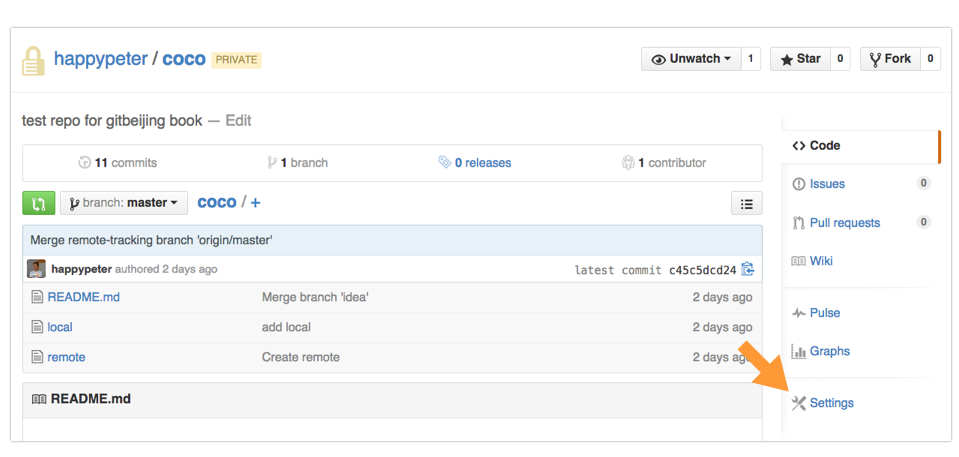 happypeter / coco PRIVATE
Unwatch 1 Star 0 Fork 0
test repo for gitbeijing book — Edit
11 commits 1 branch 0 releases 1 contributor
branch: master coco / +
Merge remote-tracking branch 'origin/master'
happypeter authored 2 days ago latest commit c45c5dcd24
README.md Merge branch 'idea' 2 days ago
local add local 2 days ago
remote Create remote 2 days ago
README.md
Code
Issues 0
Pull requests 0
Wiki
Pulse
Graphs
Settings